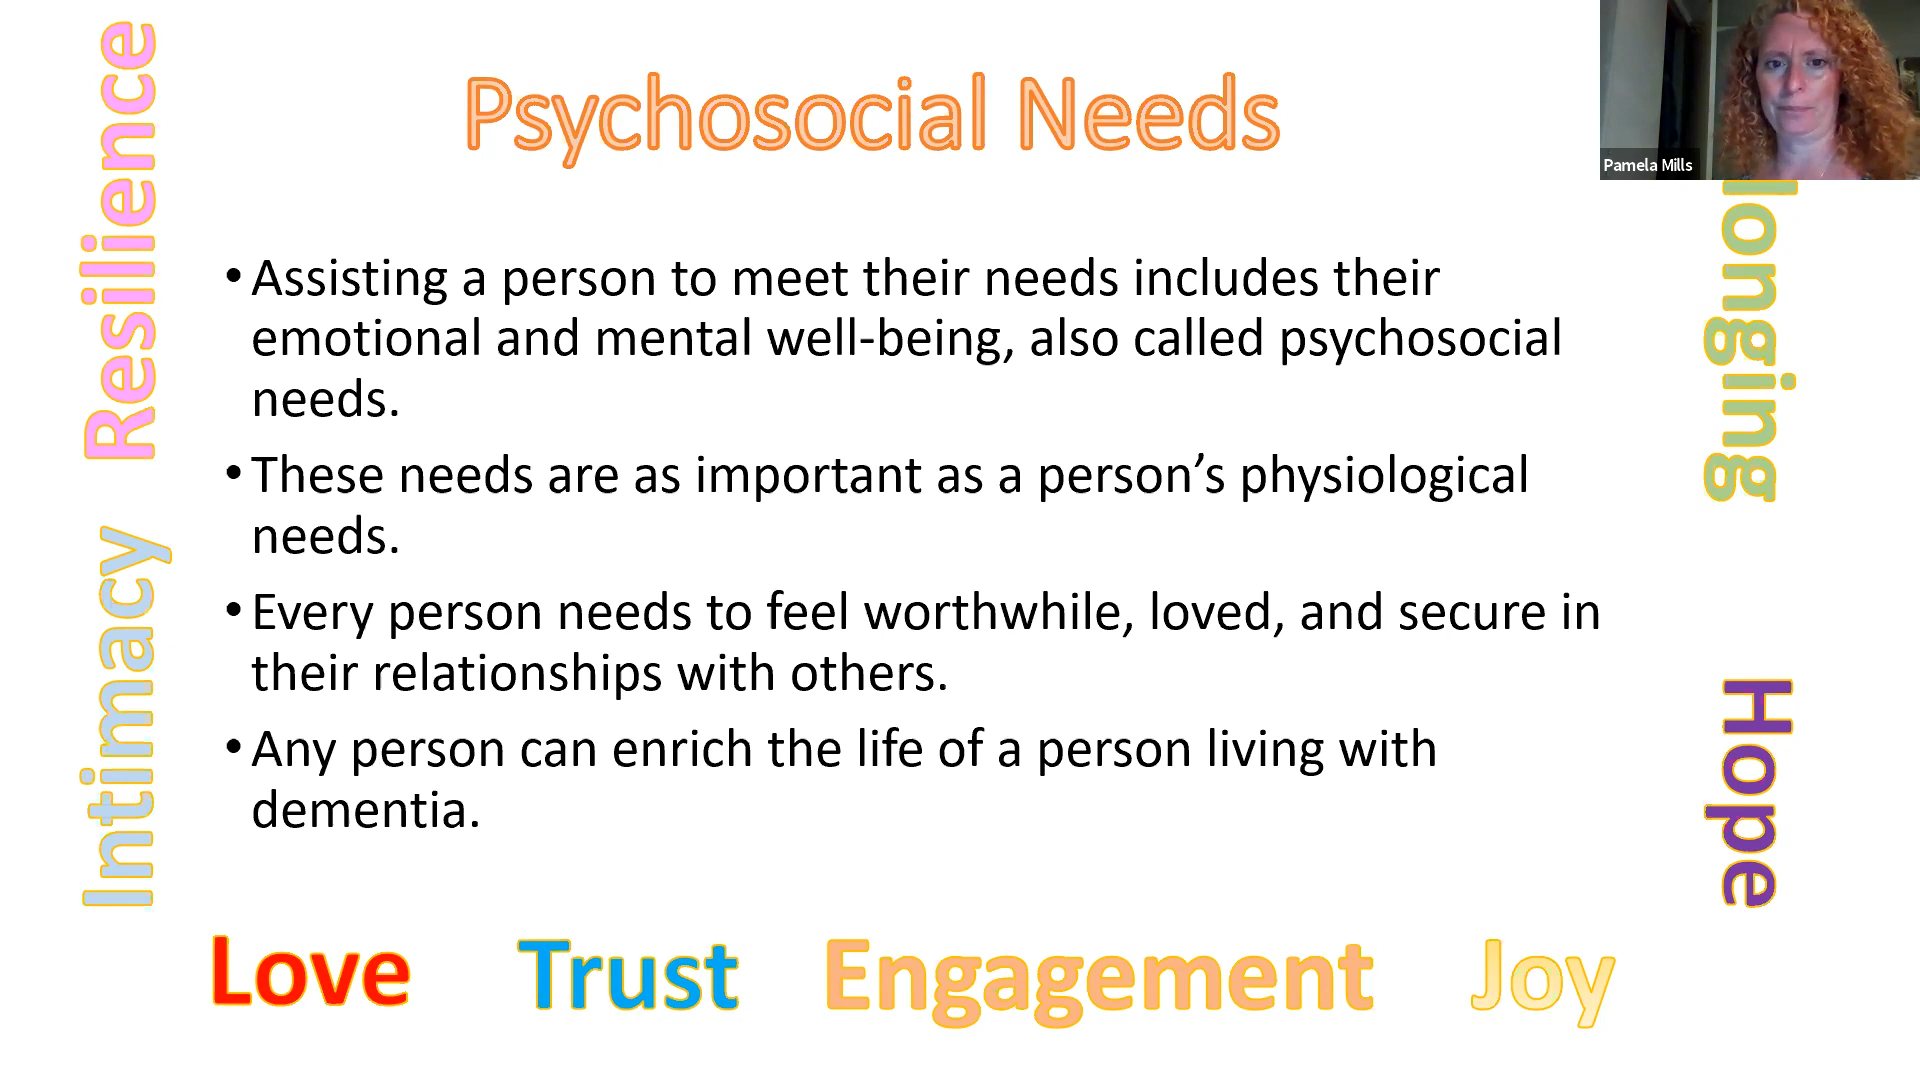 Psychosocial Needs
Pamela Mills
• Assisting a person to meet their needs includes their
emotional and mental well-being, also called psychosocial
needs.
• These needs are as important as a person’s physiological
needs.
• Every person needs to feel worthwhile, loved, and secure in
their relationships with others.
• Any person can enrich the life of a person living with
dementia.
Resilience
Intimacy
longing
Hope
Love Trust Engagement Joy